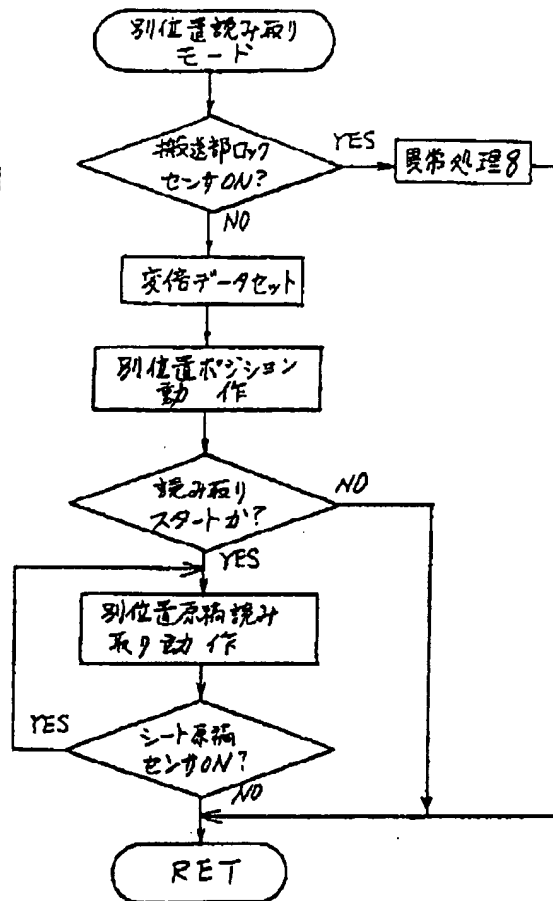 別位置読み取り
モード
搬送部ロック
センサON?
YES
異常処理8
NO
変倍データセット
別位置ポジション
動作
読み取り
スタートか?
NO
YES
別位置原稿読み
取り動作
YES
シート原稿
センサON?
NO
RET